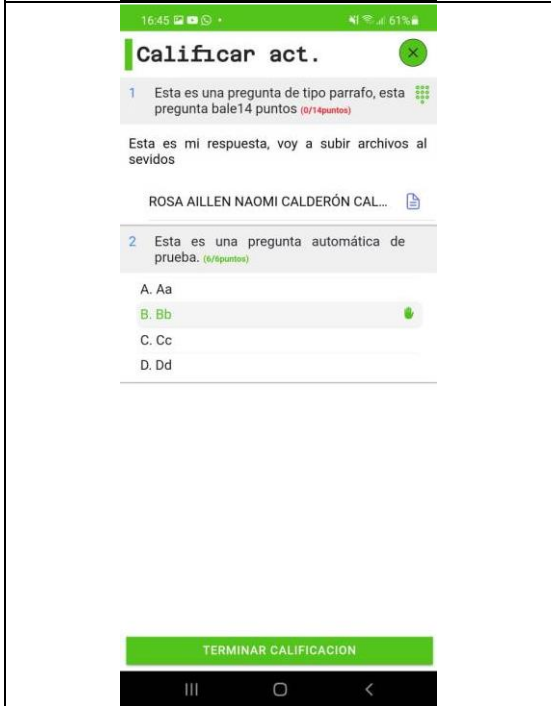 16:45 61%
Calificar act.
1 Esta es una pregunta de tipo parrafo, esta
pregunta bale14 puntos (0/14puntos)
Esta es mi respuesta, voy a subir archivos al
sevidos
ROSA AILLEN NAOMI CALDERÓN CAL...
2 Esta es una pregunta automática de
prueba. (6/6puntos)
A. Aa
B. Bb
C. Cc
D. Dd
TERMINAR CALIFICACION